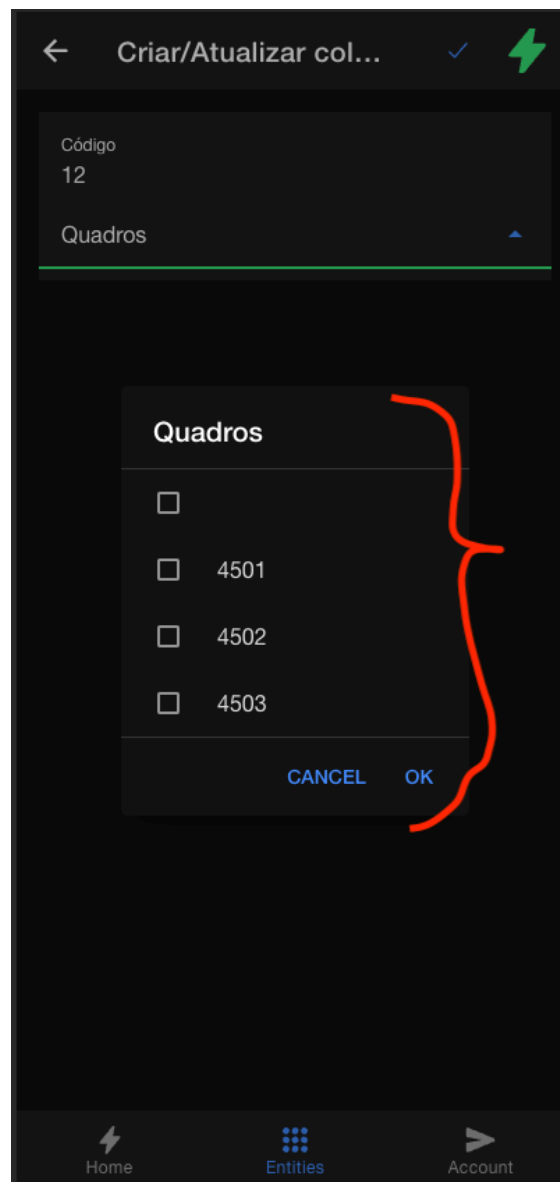 Criar/Atualizar col...
Código
12
Quadros
Quadros
4501
4502
4503
CANCEL OK
Home Entities Account